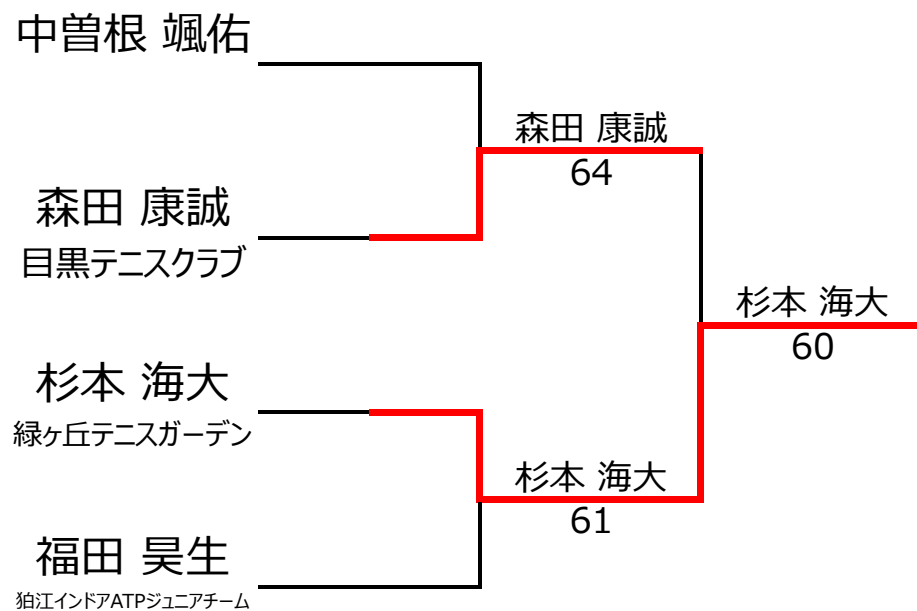 中曽根 颯佑
森田 康誠
目黒テニスクラブ
杉本 海大
緑ヶ丘テニスガーデン
福田 昊生
狛江インドアATPジュニアチーム
森田 康誠
64
杉本 海大
61
杉本 海大
60